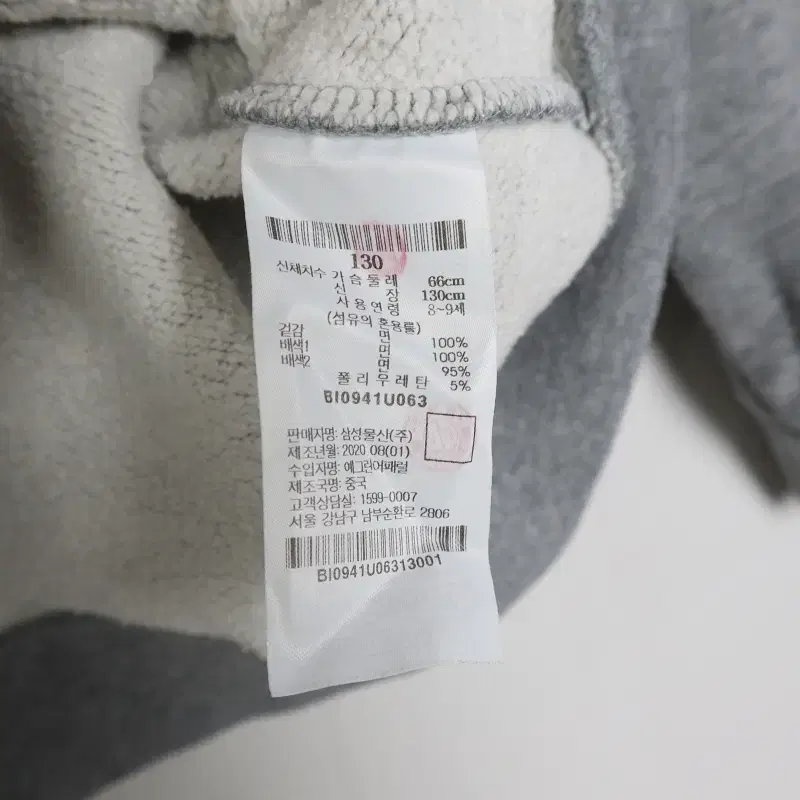 130
신체치수 가슴둘레 66cm
신장 130cm
사용연령 8~9세
(섬유의 혼용률)
겉감 면 100%
배색1 면 100%
배색2 면 95%
폴리우레탄 5%
BI0941U063
판매자명: 삼성물산(주)
제조년월: 2020 08(01)
수입자명: 에그린어패럴
제조국명: 중국
고객상담실: 1599-0007
서울 강남구 남부순환로 2806
BI0941U06313001